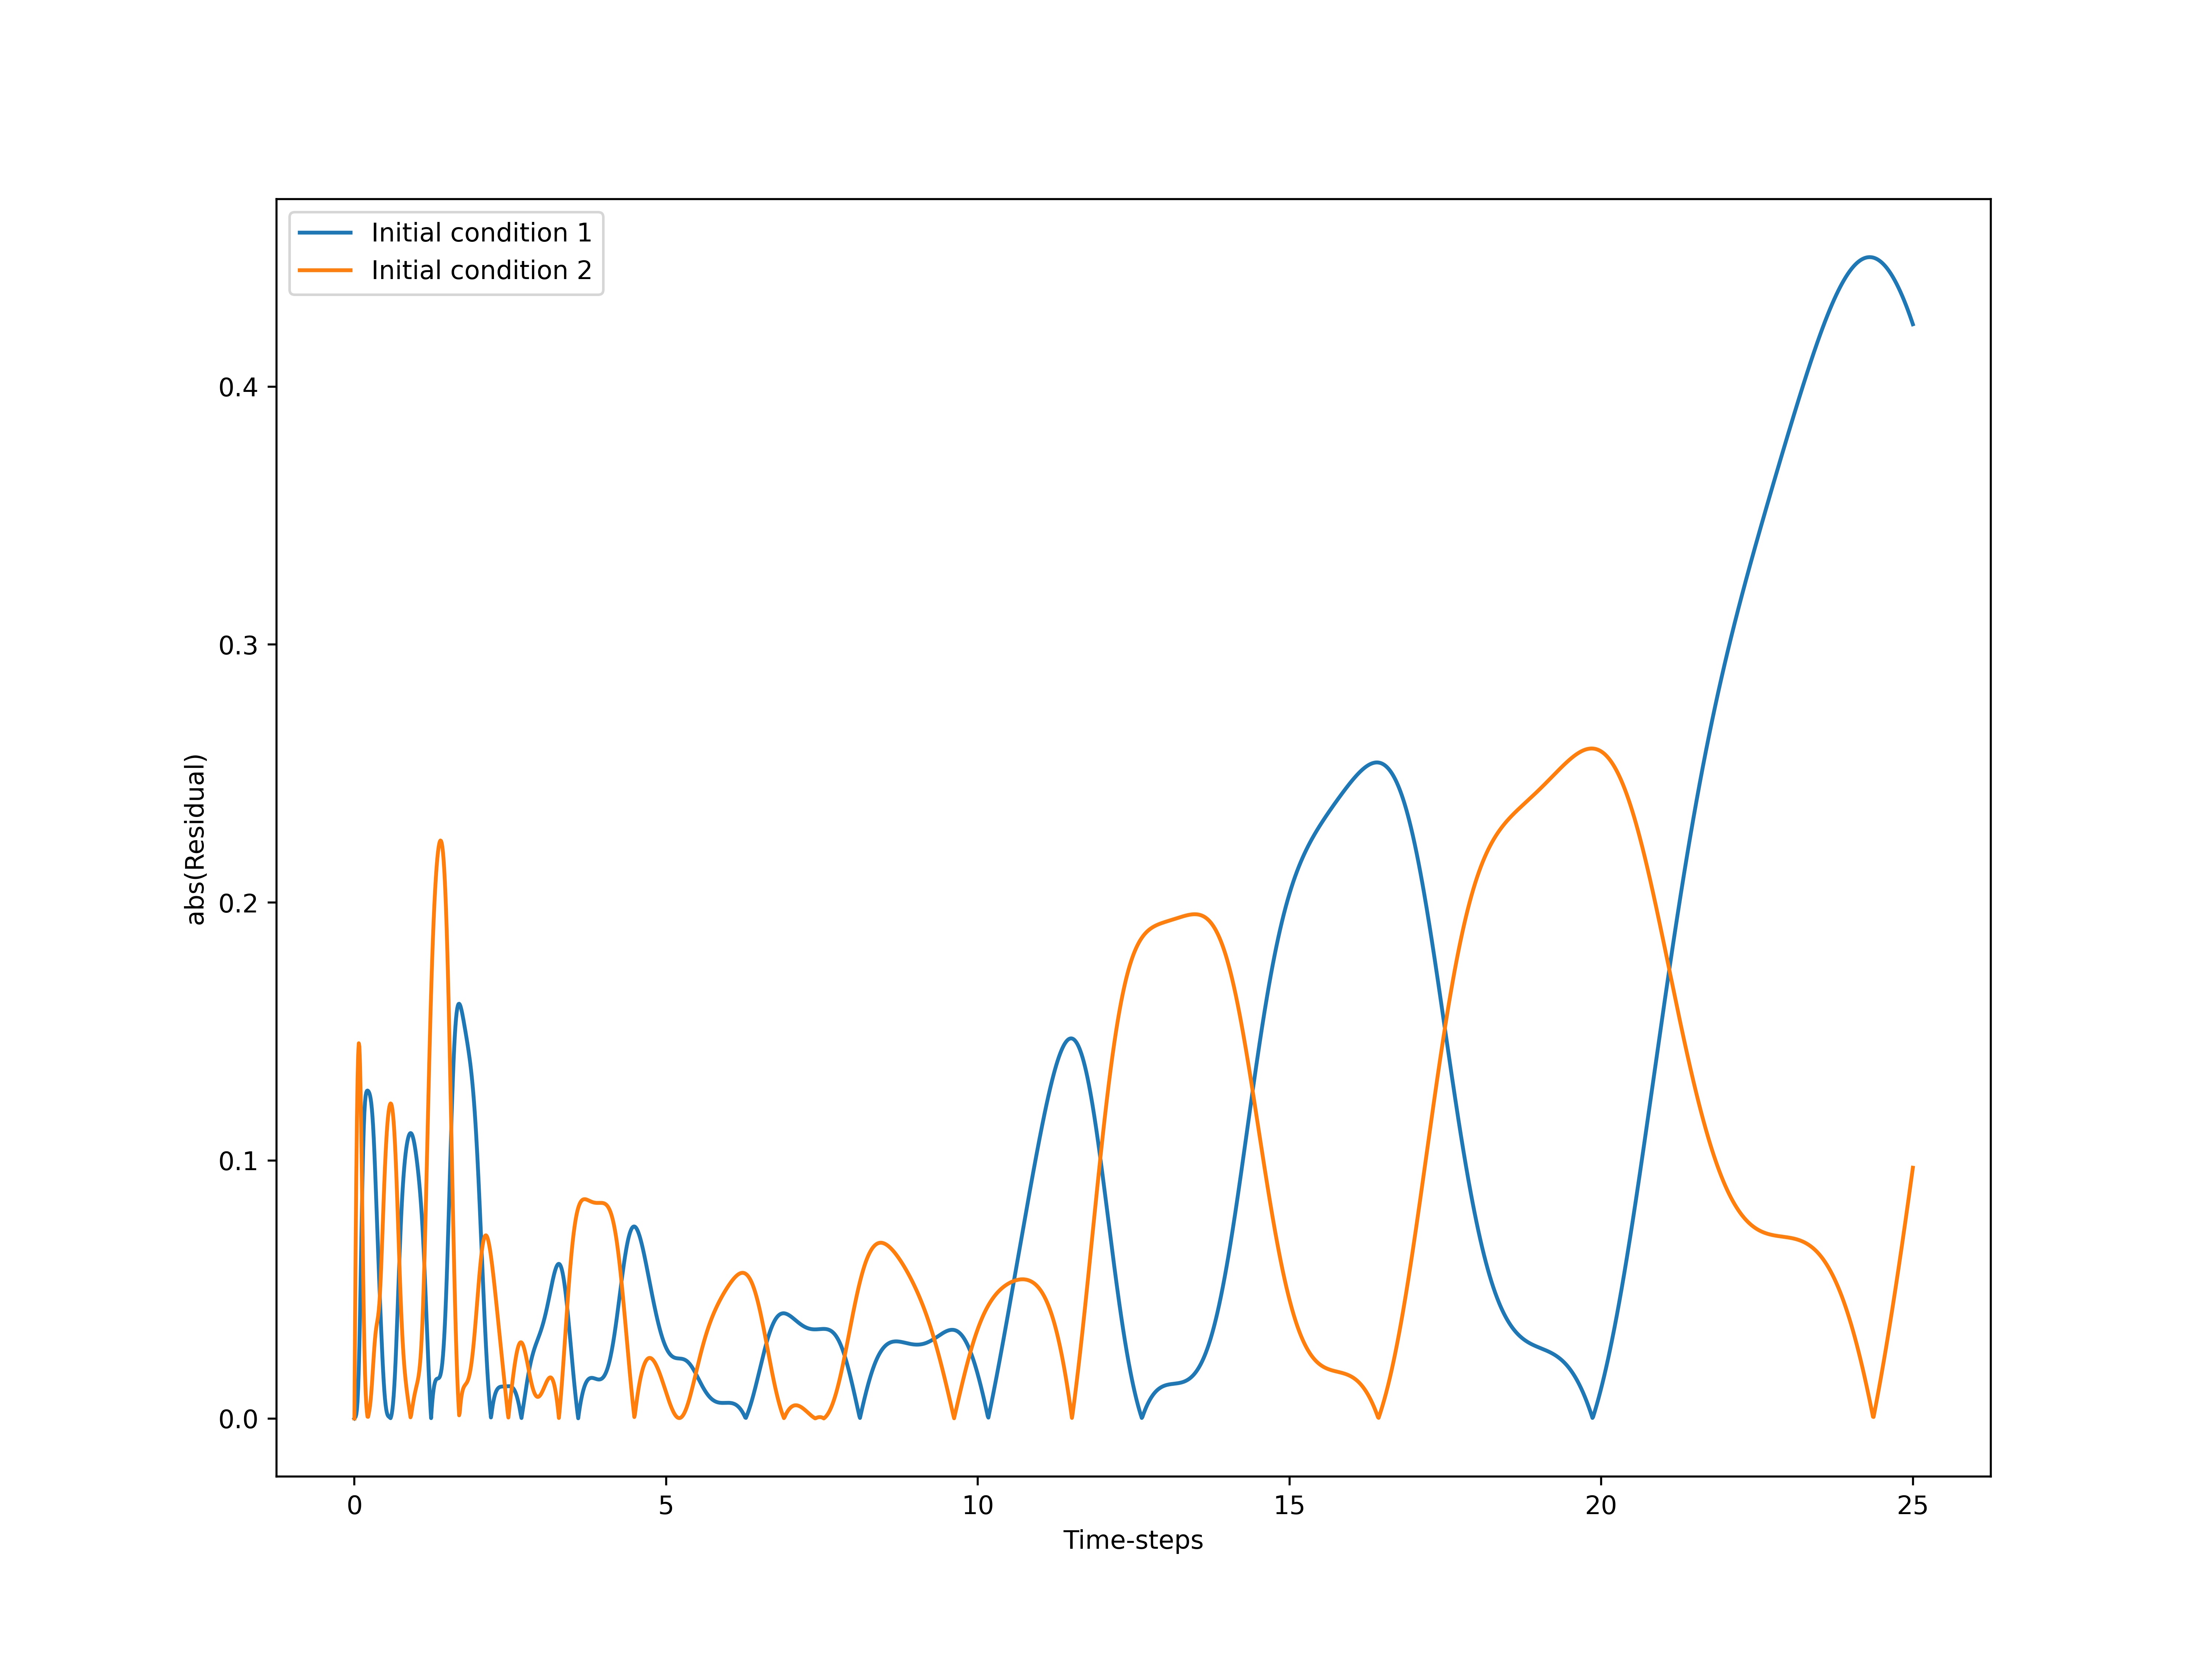 Initial condition 1
Initial condition 2
abs(Residual)
0.4
0.3
0.2
0.1
0.0
0 5 10 15 20 25
Time-steps